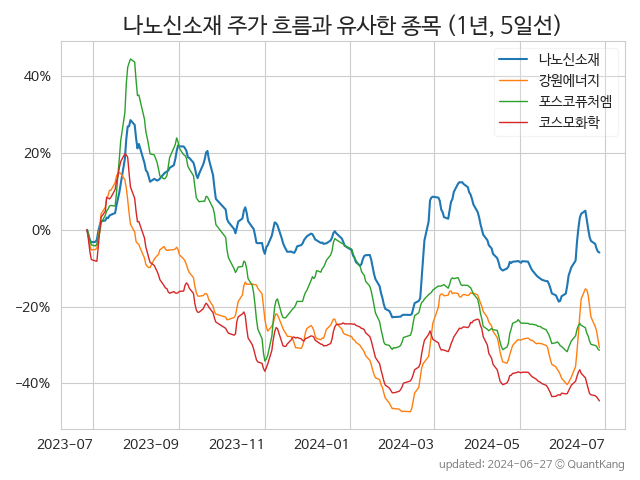 나노신소재 주가 흐름과 유사한 종목 (1년, 5일선)
나노신소재
강원에너지
포스코퓨처엠
코스모화학
40%
20%
0%
−20%
−40%
2023-07 2023-09 2023-11 2024-01 2024-03 2024-05 2024-07
updated: 2024-06-27 © QuantKang